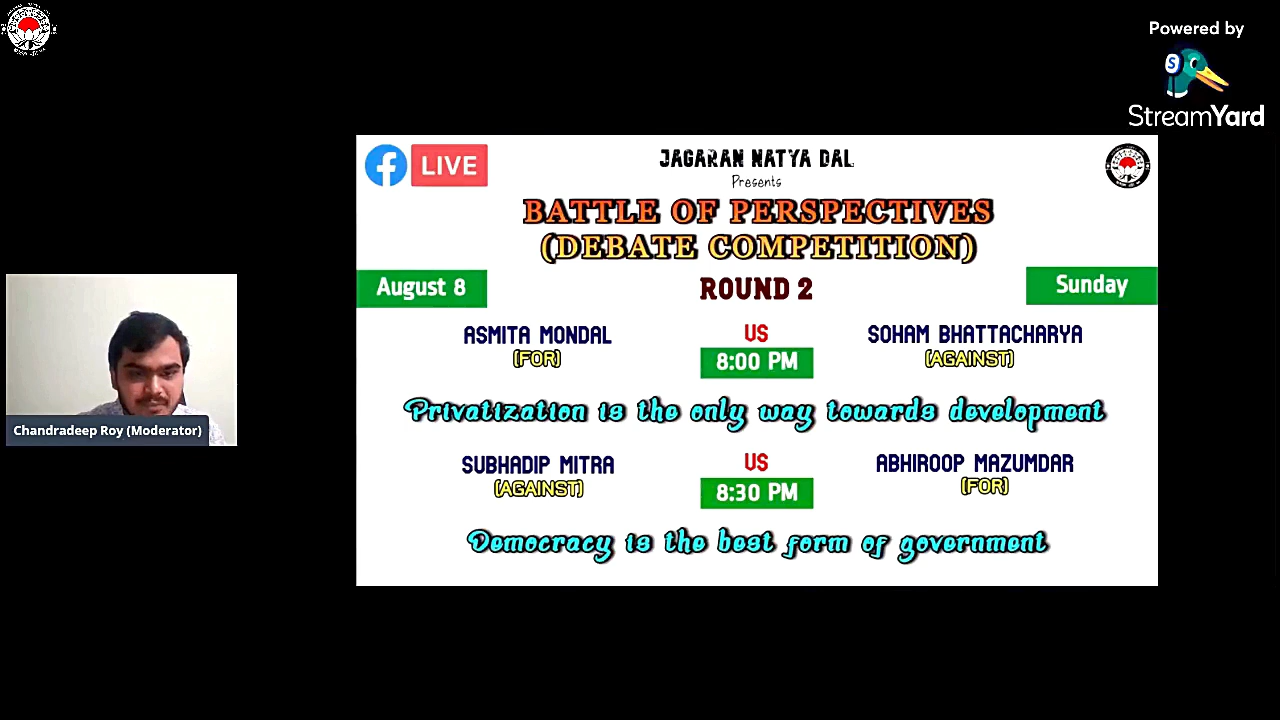 Powered by
StreamYard
LIVE
JAGARAN NATYA DAL
Presents
BATTLE OF PERSPECTIVES
(DEBATE COMPETITION)
August 8
ROUND 2
Sunday
ASMITA MONDAL
VS
SOHAM BHATTACHARYA
(FOR)
8:00 PM
(AGAINST)
Privatization is the only way towards development
SUBHADIP MITRA
VS
ABHIROOP MAZUMDAR
(AGAINST)
8:30 PM
(FOR)
Democracy is the best form of government
Chandradeep Roy (Moderator)